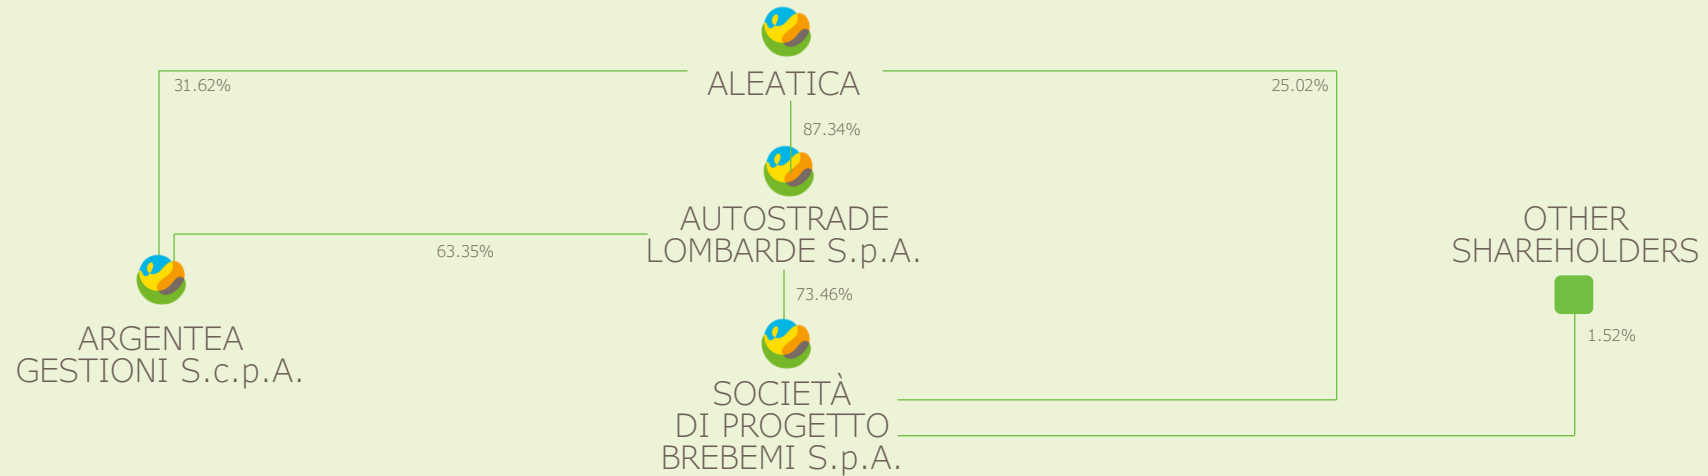 ALEATICA
31.62%
25.02%
87.34%
AUTOSTRADE
LOMBARDE S.p.A.
OTHER
SHAREHOLDERS
63.35%
73.46%
1.52%
ARGENTEA
GESTIONI S.c.p.A.
SOCIETÀ
DI PROGETTO
BREBEMI S.p.A.